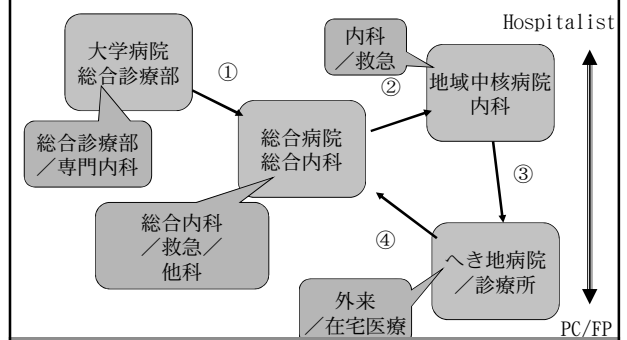 Hospitalist
大学病院
総合診療部
①
内科
／救急
②
地域中核病院
内科
総合診療部
／専門内科
総合病院
総合内科
③
総合内科
／救急／
他科
④
へき地病院
／診療所
外来
／在宅医療
PC/FP